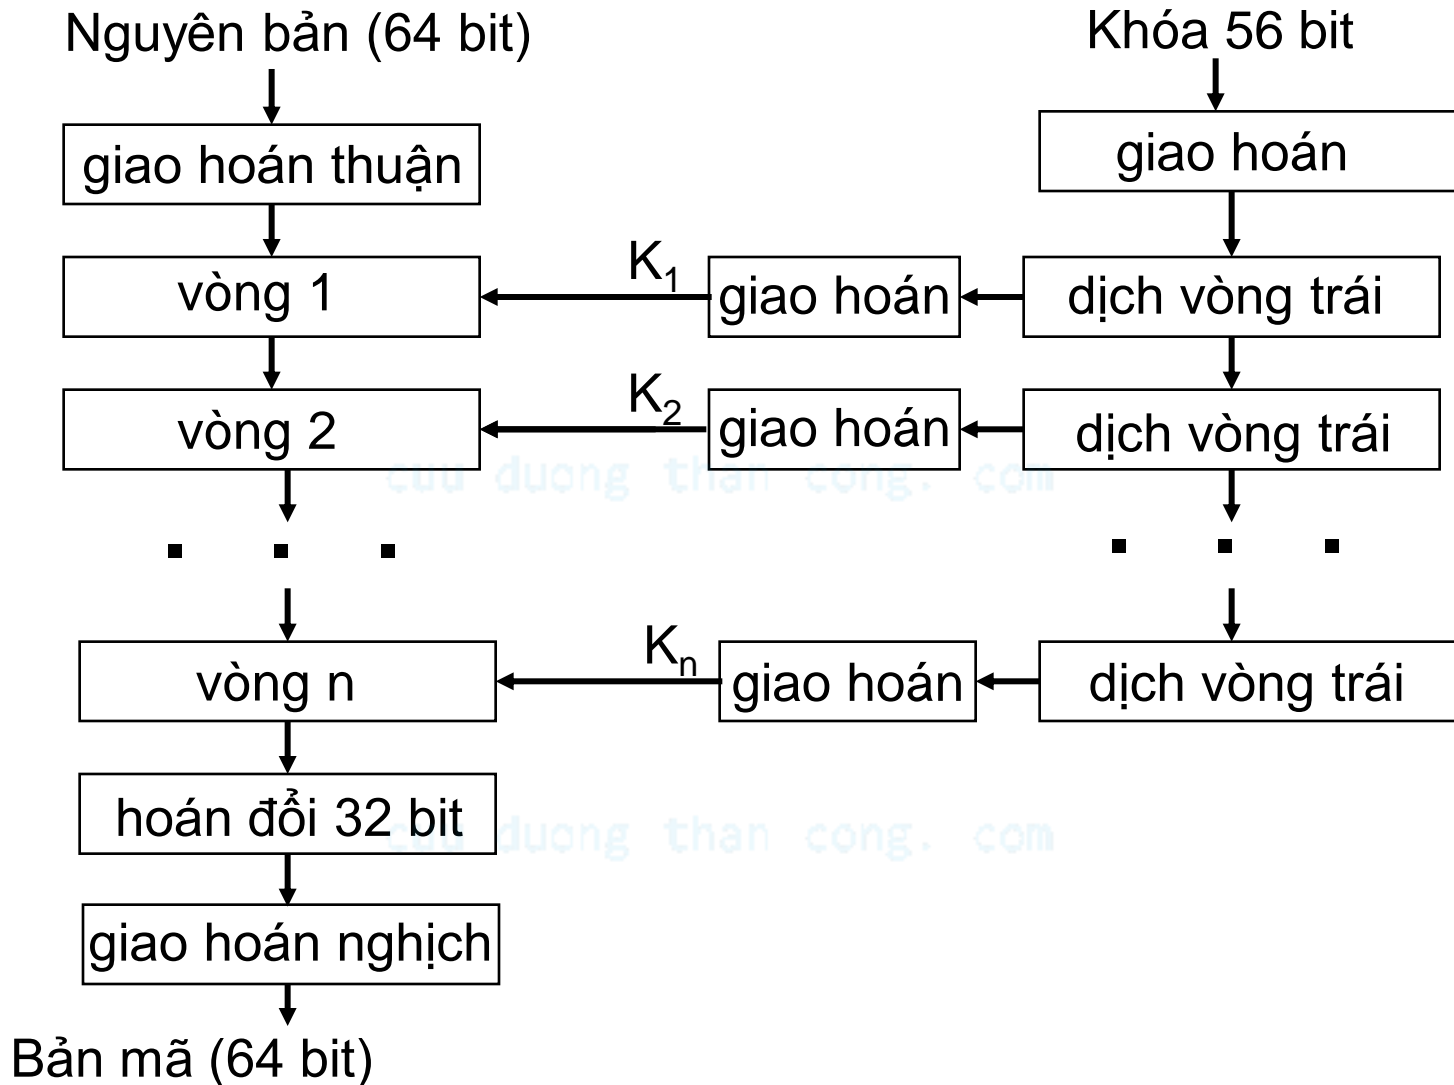 Nguyên bản (64 bit)
Khóa 56 bit
giao hoán thuận
giao hoán
vòng 1
K1
giao hoán
dịch vòng trái
vòng 2
K2
giao hoán
dịch vòng trái
cuu duong than cong. com
. . .
. . .
vòng n
Kn
giao hoán
dịch vòng trái
hoán đổi 32 bit
cuu duong than cong. com
giao hoán nghịch
Bản mã (64 bit)